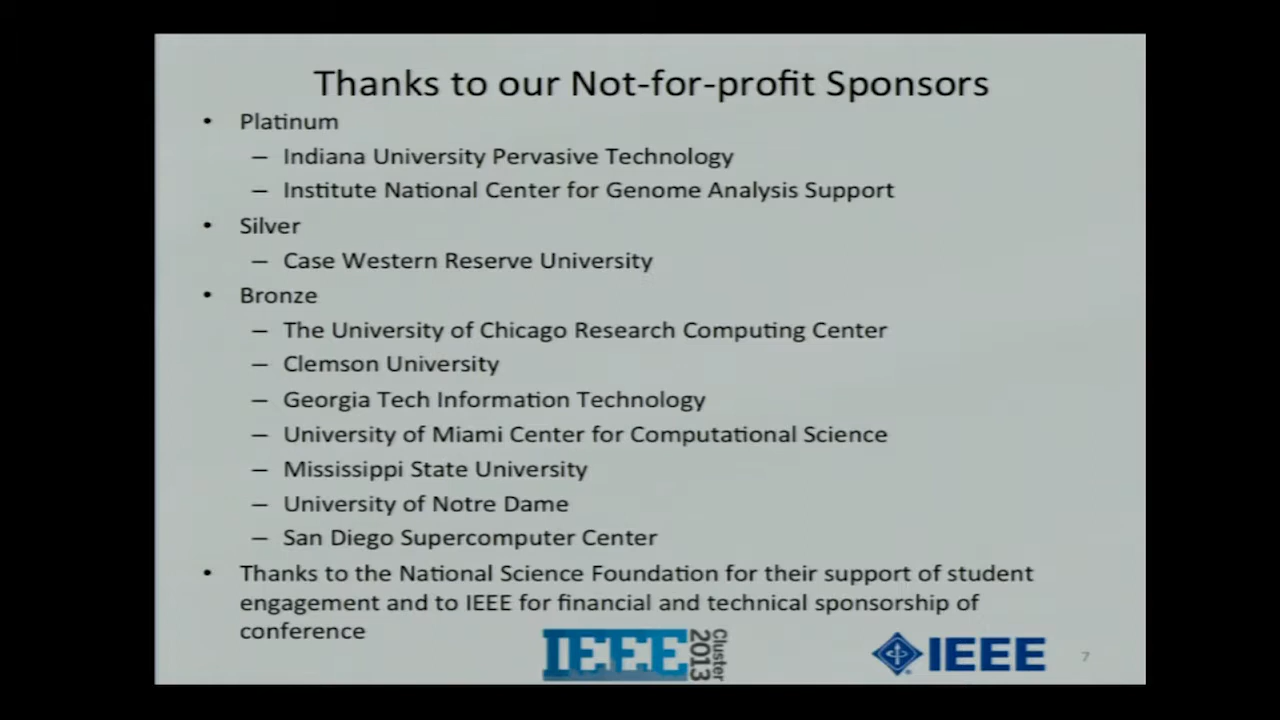 Thanks to our Not-for-profit Sponsors
• Platinum
– Indiana University Pervasive Technology
– Institute National Center for Genome Analysis Support
• Silver
– Case Western Reserve University
• Bronze
– The University of Chicago Research Computing Center
– Clemson University
– Georgia Tech Information Technology
– University of Miami Center for Computational Science
– Mississippi State University
– University of Notre Dame
– San Diego Supercomputer Center
• Thanks to the National Science Foundation for their support of student
engagement and to IEEE for financial and technical sponsorship of
conference
IEEE
Cluster
2013
IEEE
7